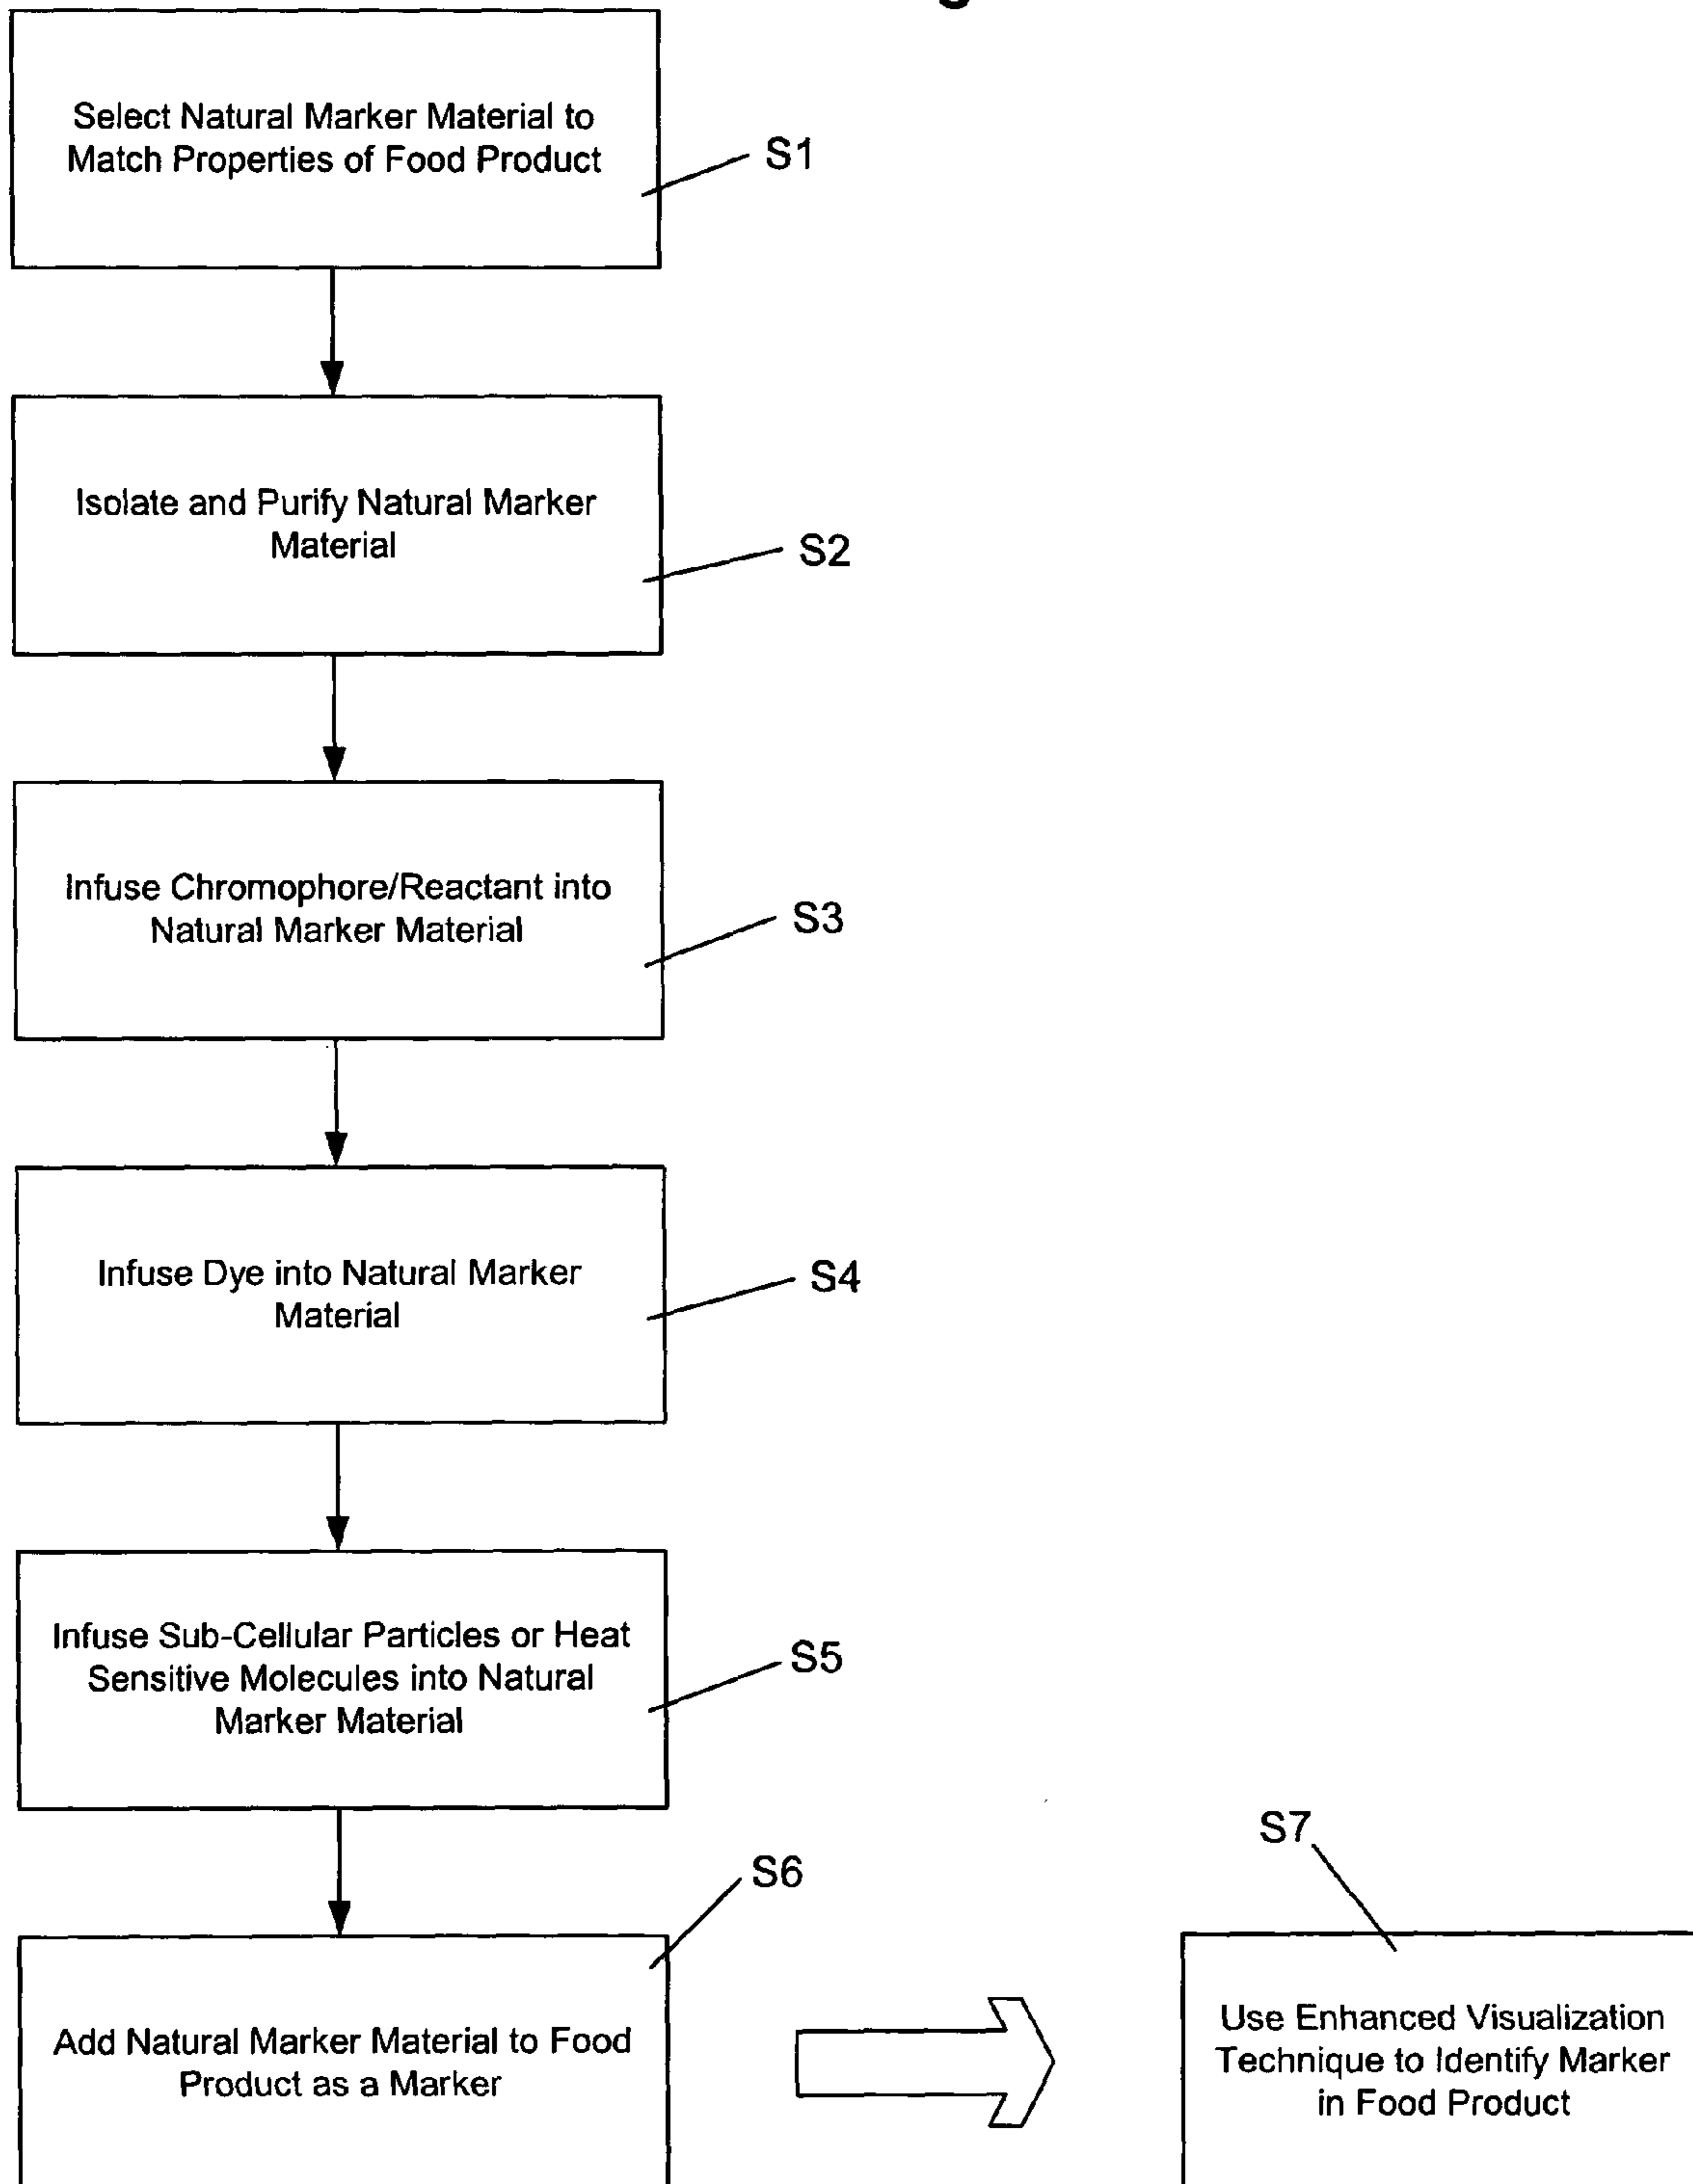 Select Natural Marker Material to
Match Properties of Food Product
S1
Isolate and Purify Natural Marker
Material
S2
Infuse Chromophore/Reactant into
Natural Marker Material
S3
Infuse Dye into Natural Marker
Material
S4
Infuse Sub-Cellular Particles or Heat
Sensitive Molecules into Natural
Marker Material
S5
Add Natural Marker Material to Food
Product as a Marker
S6
S7
Use Enhanced Visualization
Technique to Identify Marker
in Food Product